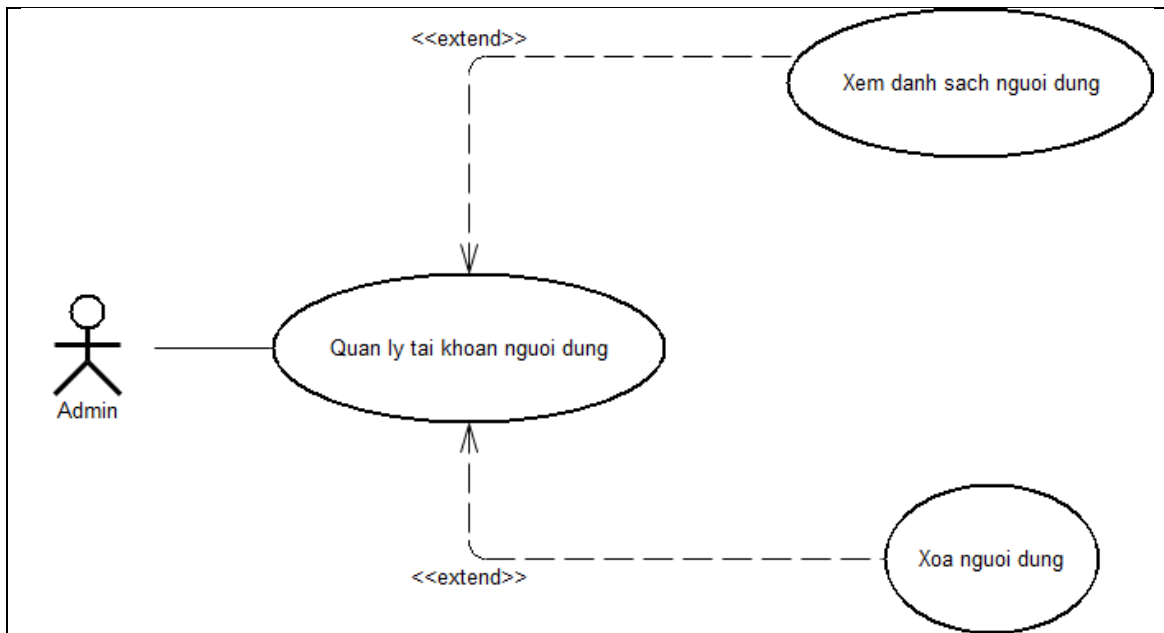 <<extend>>
Xem danh sach nguoi dung
Quan ly tai khoan nguoi dung
Admin
Xoa nguoi dung
<<extend>>